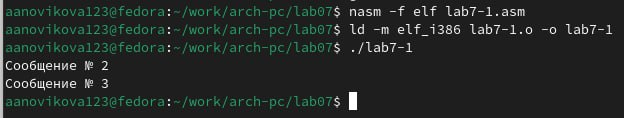 aanovikova123@fedora:~/work/arch-pc/lab07$ nasm -f elf lab7-1.asm
aanovikova123@fedora:~/work/arch-pc/lab07$ ld -m elf_i386 lab7-1.o -o lab7-1
aanovikova123@fedora:~/work/arch-pc/lab07$ ./lab7-1
Сообщение № 2
Сообщение № 3
aanovikova123@fedora:~/work/arch-pc/lab07$